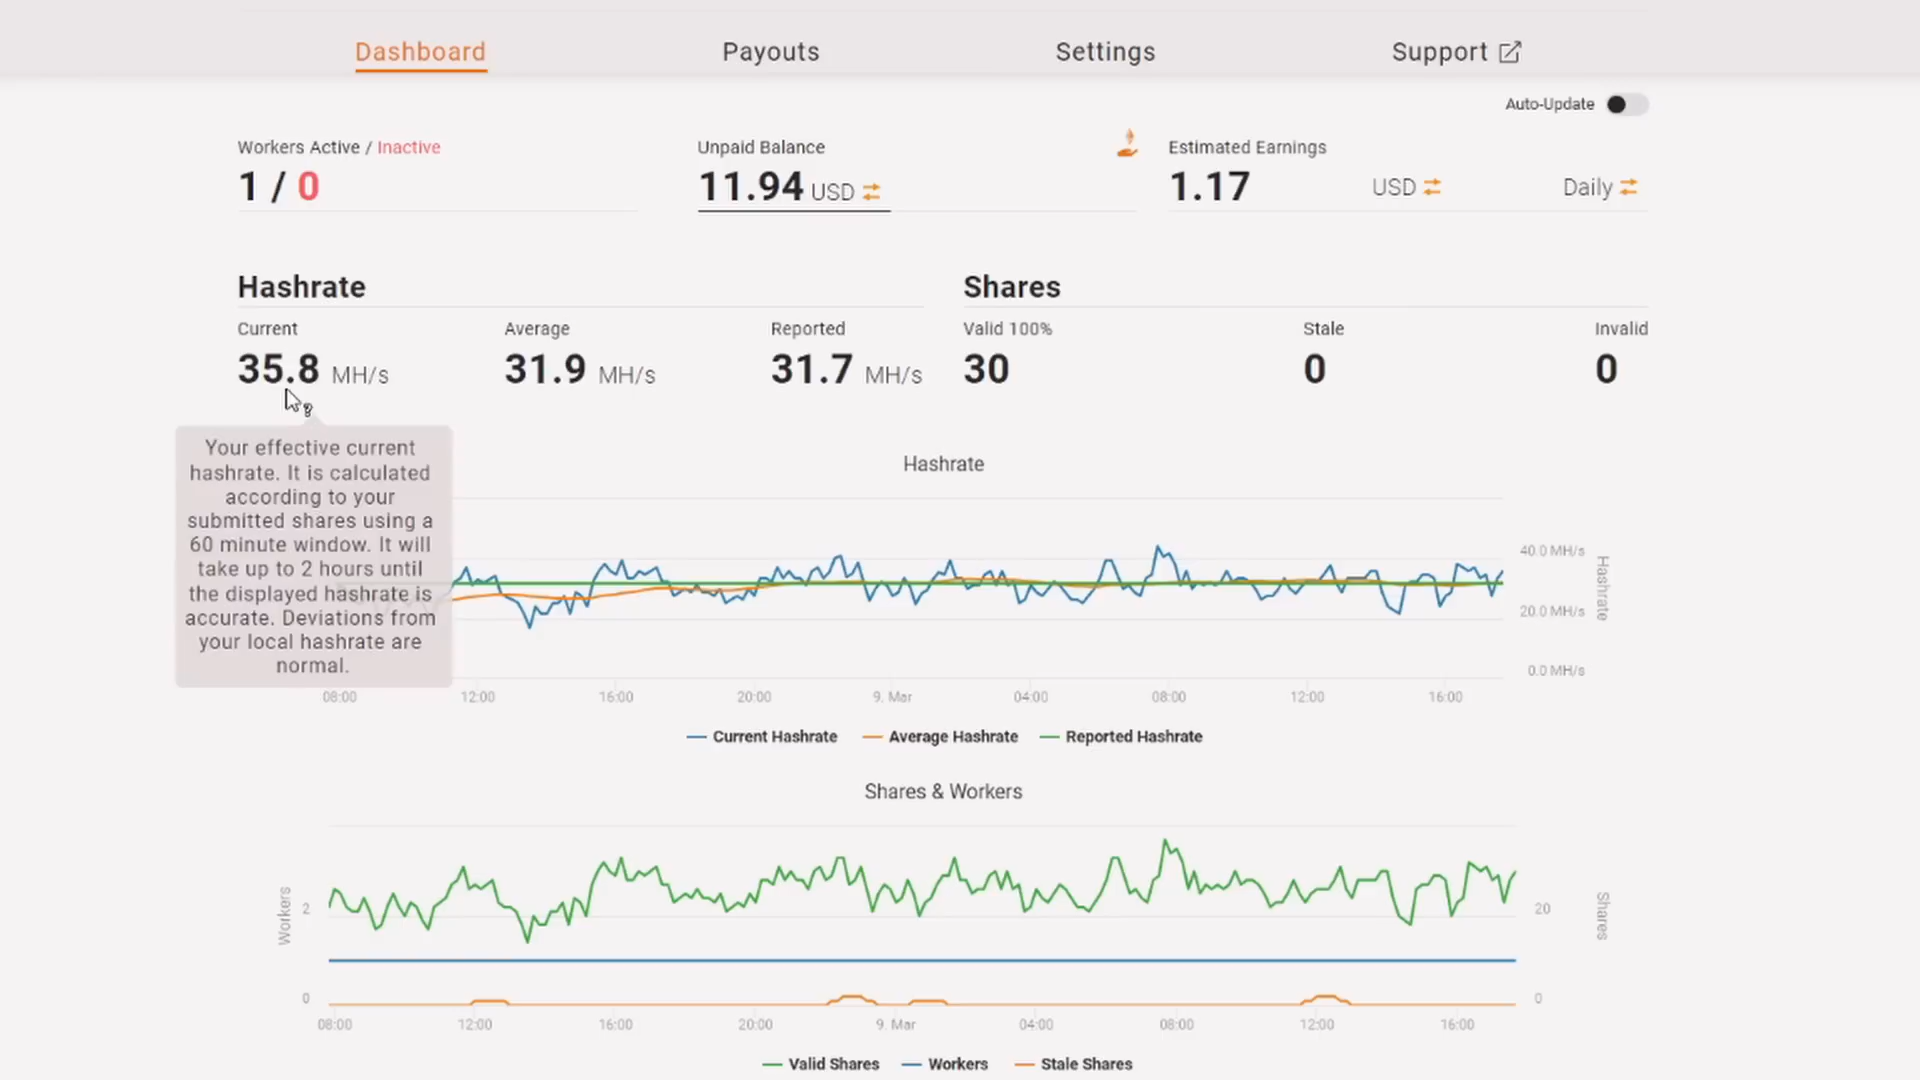 Dashboard
Payouts
Settings
Support
Auto-Update
Workers Active / Inactive
1 / 0
Unpaid Balance
11.94 USD
Estimated Earnings
1.17
USD
Daily
Hashrate
Current
35.8 MH/s
Average
31.9 MH/s
Reported
31.7 MH/s
Shares
Valid 100%
30
Stale
0
Invalid
0
Your effective current
hashrate. It is calculated
according to your
submitted shares using a
60 minute window. It will
take up to 2 hours until
the displayed hashrate is
accurate. Deviations from
your local hashrate are
normal.
Hashrate
40.0 MH/s
20.0 MH/s
0.0 MH/s
Hashrate
08:00 12:00 16:00 20:00 9. Mar 04:00 08:00 12:00 16:00
Current Hashrate Average Hashrate Reported Hashrate
Shares & Workers
Workers
2
0
20
0
Shares
08:00 12:00 16:00 20:00 9. Mar 04:00 08:00 12:00 16:00
Valid Shares Workers Stale Shares